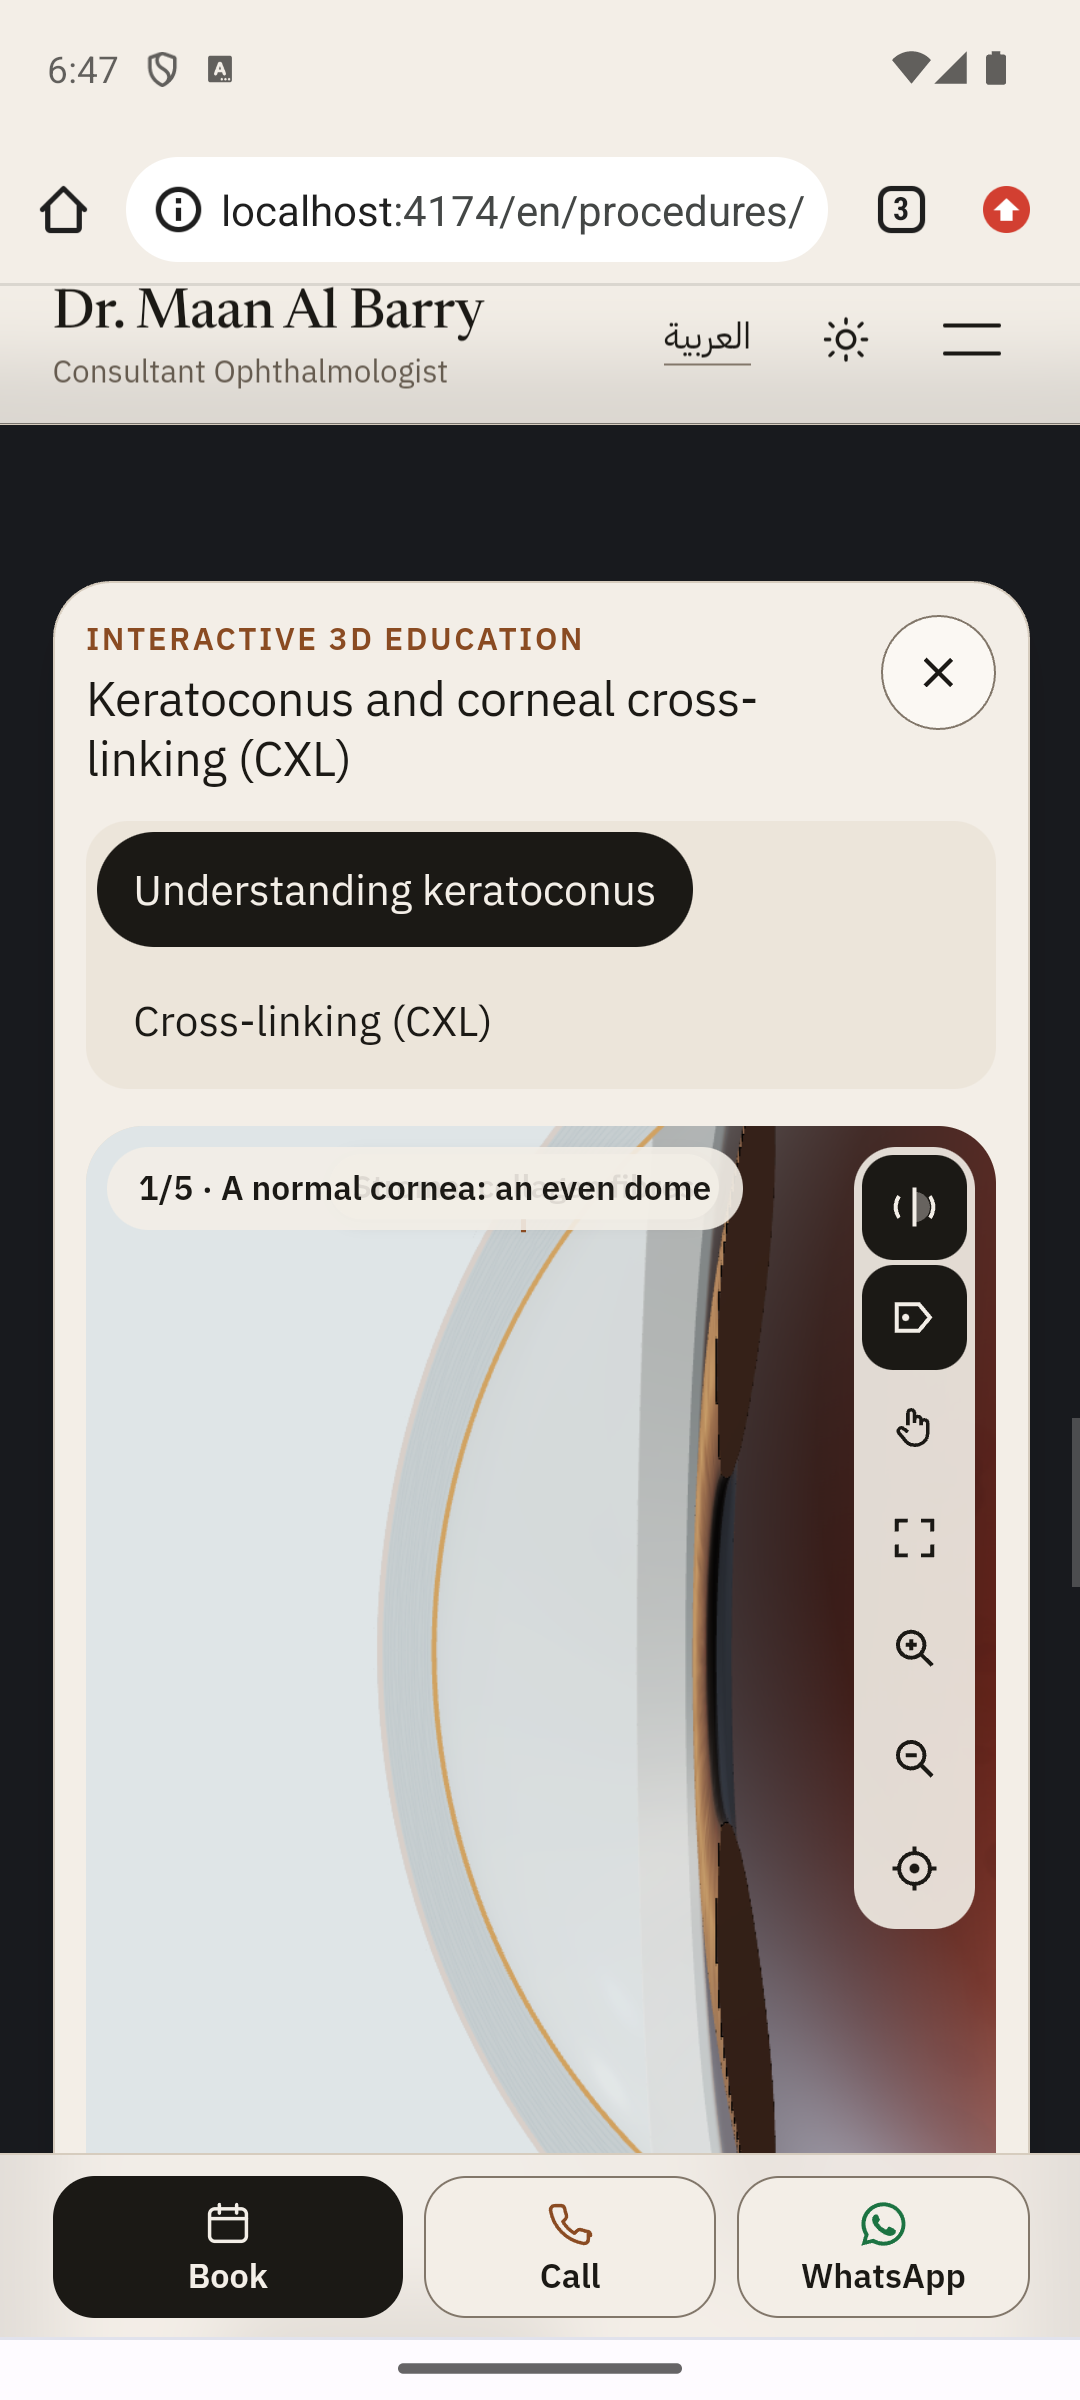 6:47
localhost:4174/en/procedures/
3
Dr. Maan Al Barry
Consultant Ophthalmologist
العربية
INTERACTIVE 3D EDUCATION
Keratoconus and corneal cross-
linking (CXL)
Understanding keratoconus
Cross-linking (CXL)
1/5 · A normal cornea: an even dome
Book
Call
WhatsApp